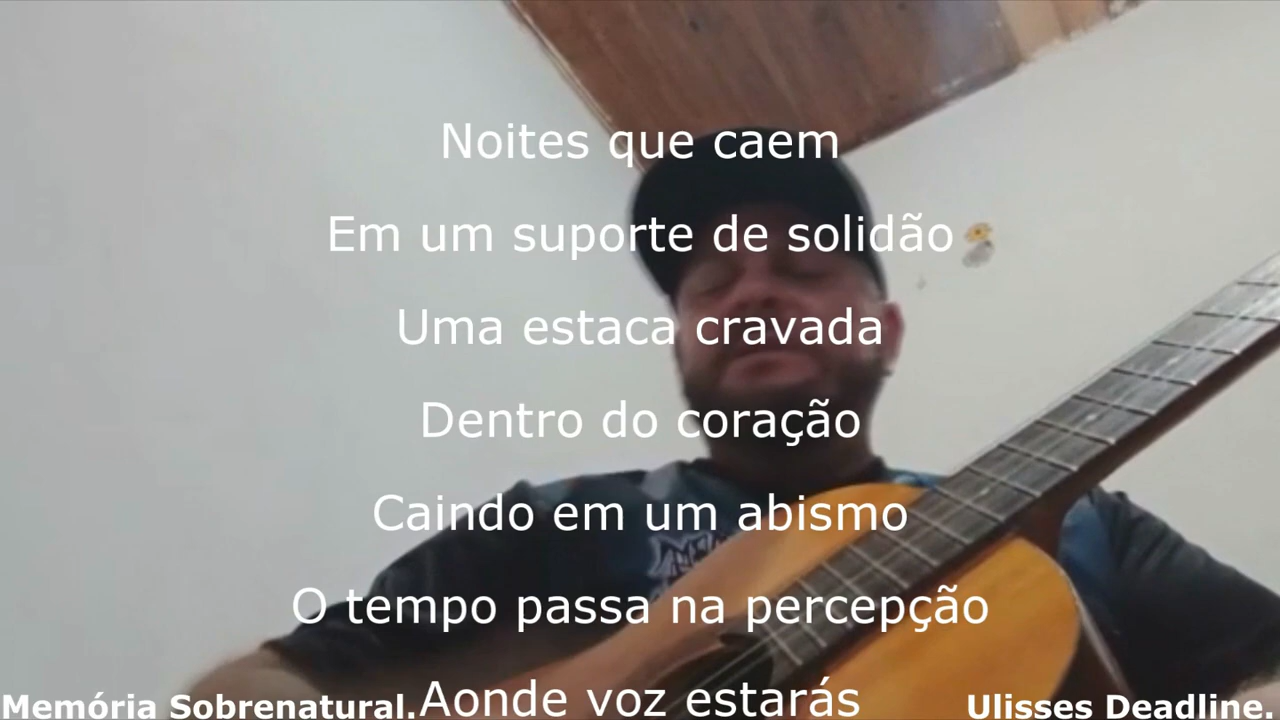 Noites que caem
Em um suporte de solidão
Uma estaca cravada
Dentro do coração
Caindo em um abismo
O tempo passa na percepção
Aonde voz estarás
Memória Sobrenatural.
Ulisses Deadline.